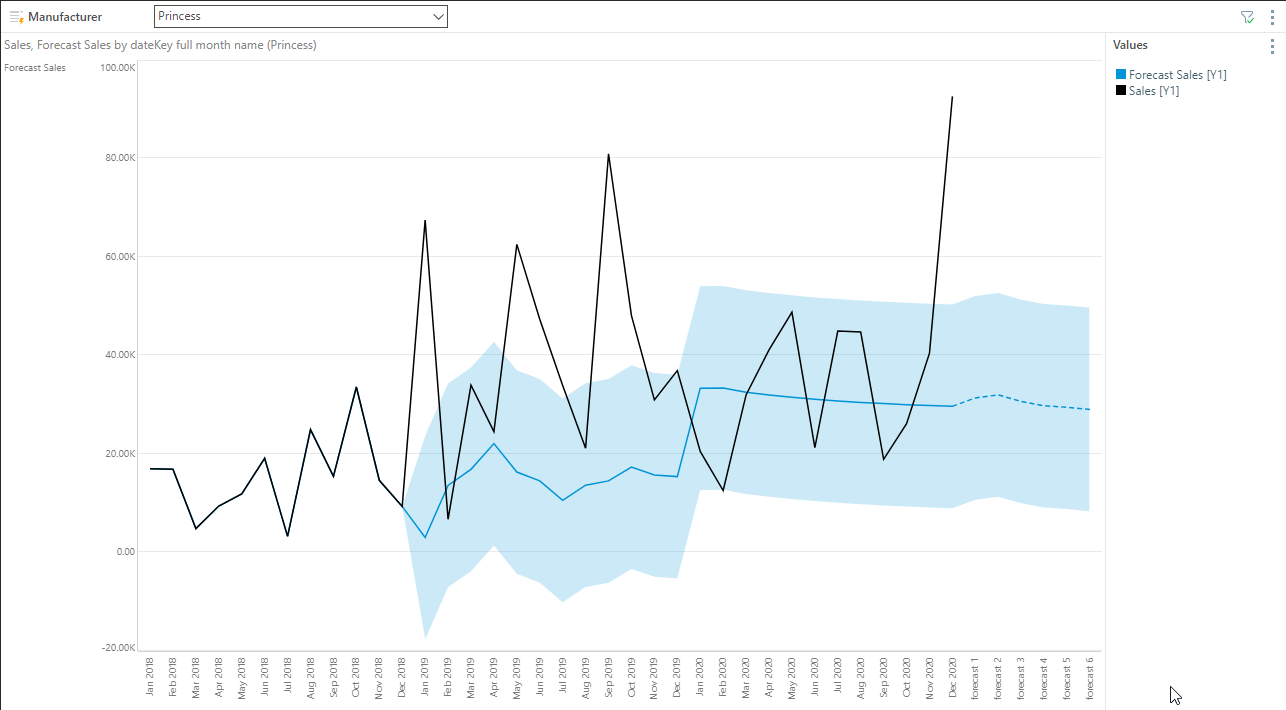 Manufacturer
Princess
Sales, Forecast Sales by dateKey full month name (Princess)
Values
Forecast Sales
Forecast Sales [Y1]
Sales [Y1]
100.00K
80.00K
60.00K
40.00K
20.00K
0.00
-20.00K
Jan 2018
Feb 2018
Mar 2018
Apr 2018
May 2018
Jun 2018
Jul 2018
Aug 2018
Sep 2018
Oct 2018
Nov 2018
Dec 2018
Jan 2019
Feb 2019
Mar 2019
Apr 2019
May 2019
Jun 2019
Jul 2019
Aug 2019
Sep 2019
Oct 2019
Nov 2019
Dec 2019
Jan 2020
Feb 2020
Mar 2020
Apr 2020
May 2020
Jun 2020
Jul 2020
Aug 2020
Sep 2020
Oct 2020
Nov 2020
Dec 2020
forecast 1
forecast 2
forecast 3
forecast 4
forecast 5
forecast 6